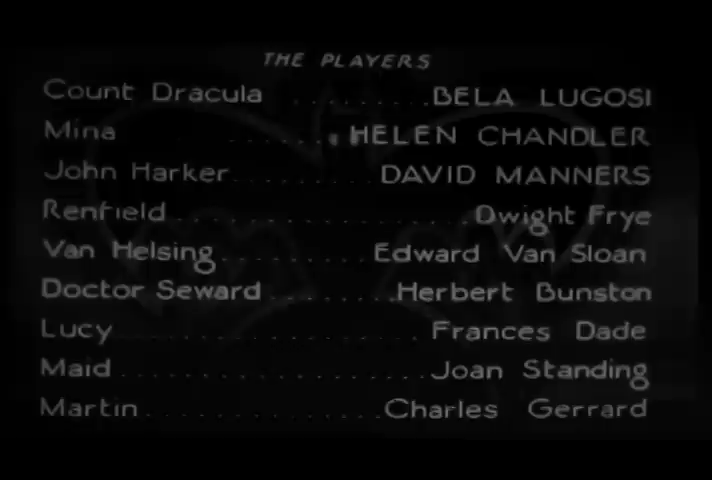 THE PLAYERS
Count Dracula .........BELA LUGOSI
Mina .......HELEN CHANDLER
John Harker..........DAVID MANNERS
Renfield....................Dwight Frye
Van Helsing..........Edward Van Sloan
Doctor Seward.........Herbert Bunston
Lucy....................Frances Dade
Maid....................Joan Standing
Martin................Charles Gerrard